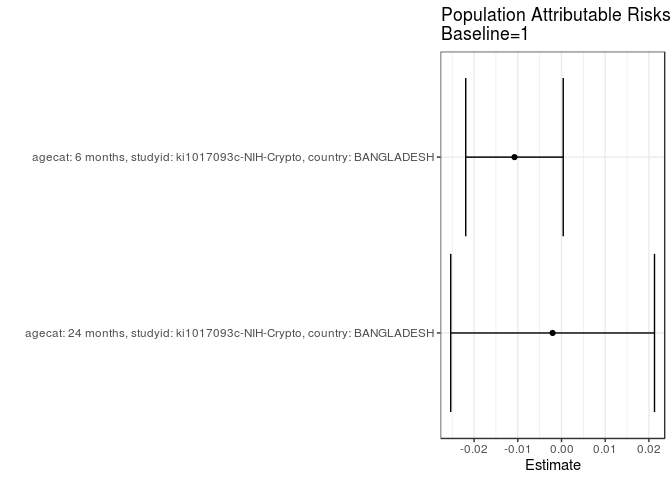 Population Attributable Risks
Baseline=1
agecat: 6 months, studyid: ki1017093c-NIH-Crypto, country: BANGLADESH
agecat: 24 months, studyid: ki1017093c-NIH-Crypto, country: BANGLADESH
-0.02 -0.01 0.00 0.01 0.02
Estimate